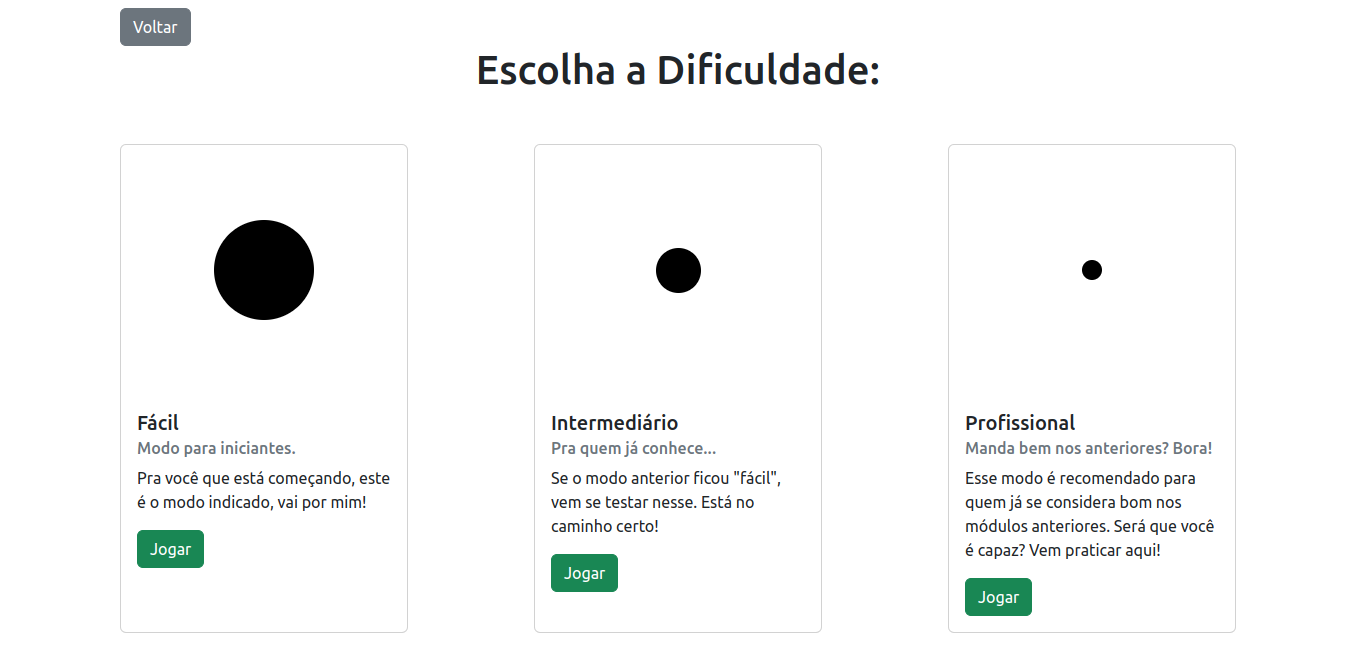 Voltar
Escolha a Dificuldade:
Fácil
Modo para iniciantes.
Pra você que está começando, este
é o modo indicado, vai por mim!
Jogar
Intermediário
Pra quem já conhece...
Se o modo anterior ficou "fácil",
vem se testar nesse. Está no
caminho certo!
Jogar
Profissional
Manda bem nos anteriores? Bora!
Esse modo é recomendado para
quem já se considera bom nos
módulos anteriores. Será que você
é capaz? Vem praticar aqui!
Jogar